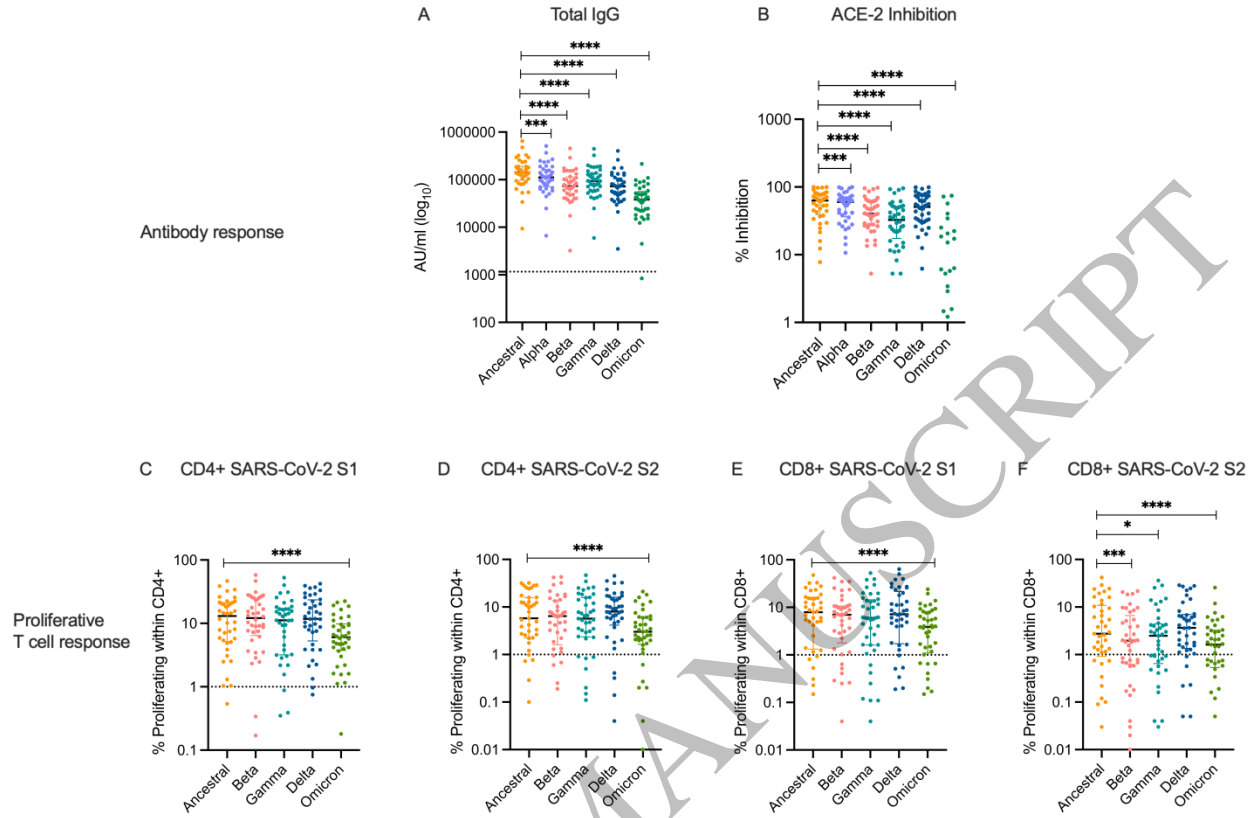 A Total IgG
B ACE-2 Inhibition
**** 
****
****
****
***
****
****
****
****
***
AU/ml (log10)
1000000
100000
10000
1000
100
Ancestral
Alpha
Beta
Gamma
Delta
Omicron
% Inhibition
1000
100
10
1
Ancestral
Alpha
Beta
Gamma
Delta
Omicron
Antibody response
C CD4+ SARS-CoV-2 S1
D CD4+ SARS-CoV-2 S2
E CD8+ SARS-CoV-2 S1
F CD8+ SARS-CoV-2 S2
Proliferative
T cell response
****
% Proliferating within CD4+
100
10
1
0.1
Ancestral
Beta
Gamma
Delta
Omicron
****
% Proliferating within CD4+
100
10
1
0.1
0.01
Ancestral
Beta
Gamma
Delta
Omicron
****
% Proliferating within CD8+
100
10
1
0.1
0.01
Ancestral
Beta
Gamma
Delta
Omicron
****
*
***
% Proliferating within CD8+
100
10
1
0.1
0.01
Ancestral
Beta
Gamma
Delta
Omicron
MANUSCRIPT